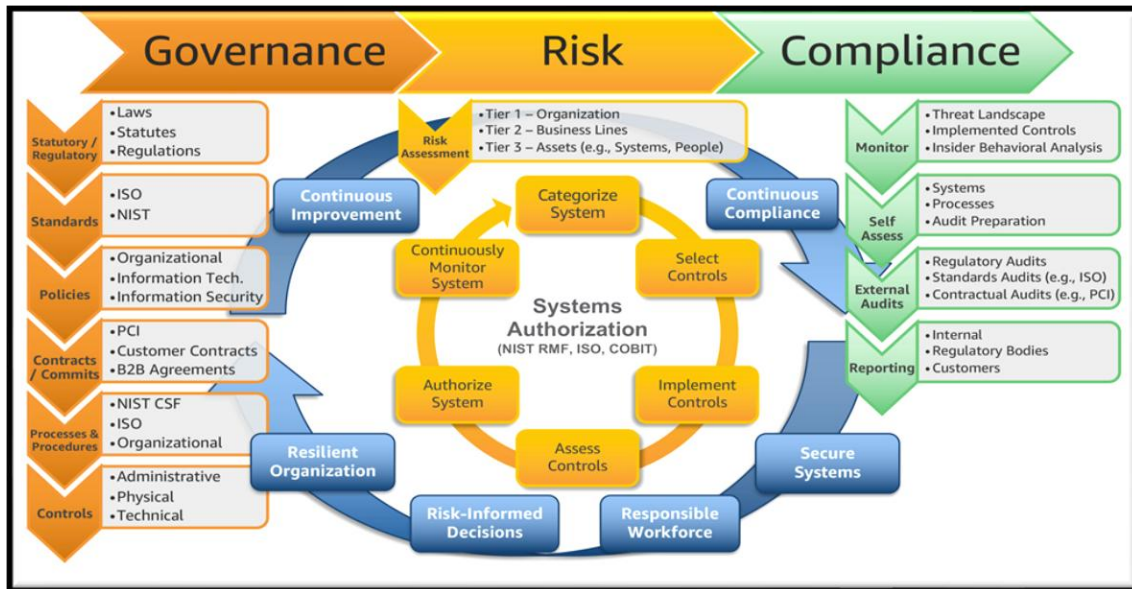 Governance
Risk
Compliance
Statutory /
Regulatory
•Laws
•Statutes
•Regulations
Standards
•ISO
•NIST
Policies
•Organizational
•Information Tech.
•Information Security
Contracts
/ Commits
•PCI
•Customer Contracts
•B2B Agreements
Processes &
Procedures
•NIST CSF
•ISO
•Organizational
Controls
•Administrative
•Physical
•Technical
Risk
Assessment
•Tier 1 – Organization
•Tier 2 – Business Lines
•Tier 3 – Assets (e.g., Systems, People)
Continuous
Improvement
Continuous
Compliance
Categorize
System
Select
Controls
Implement
Controls
Assess
Controls
Authorize
System
Continuously
Monitor
System
Systems
Authorization
(NIST RMF, ISO, COBIT)
Secure
Systems
Responsible
Workforce
Risk-Informed
Decisions
Resilient
Organization
Monitor
•Threat Landscape
•Implemented Controls
•Insider Behavioral Analysis
Self
Assess
•Systems
•Processes
•Audit Preparation
External
Audits
•Regulatory Audits
•Standards Audits (e.g., ISO)
•Contractual Audits (e.g., PCI)
Reporting
•Internal
•Regulatory Bodies
•Customers